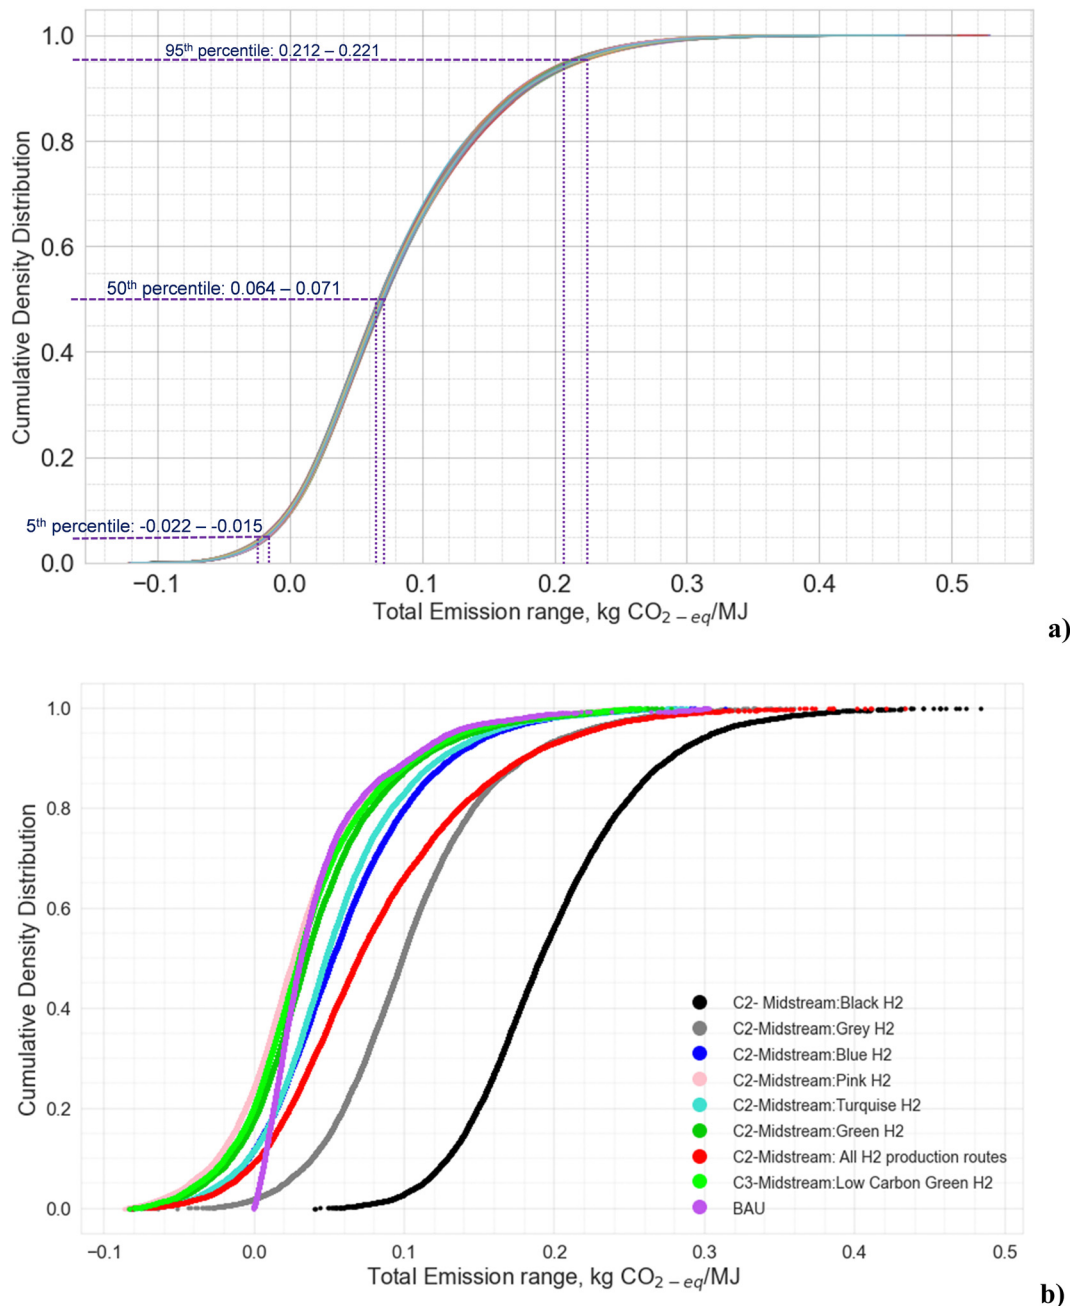 1.0
95th percentile: 0.212 – 0.221
0.8
0.6
50th percentile: 0.064 – 0.071
0.4
0.2
5th percentile: -0.022 – -0.015
0.0
Cumulative Density Distribution
−0.1 0.0 0.1 0.2 0.3 0.4 0.5
Total Emission range, kg CO2−eq/MJ
a)
1.0
0.8
0.6
0.4
0.2
0.0
Cumulative Density Distribution
C2- Midstream:Black H2
C2-Midstream:Grey H2
C2-Midstream:Blue H2
C2-Midstream:Pink H2
C2-Midstream:Turquise H2
C2-Midstream:Green H2
C2-Midstream: All H2 production routes
C3-Midstream:Low Carbon Green H2
BAU
−0.1 0.0 0.1 0.2 0.3 0.4 0.5
Total Emission range, kg CO2−eq/MJ
b)